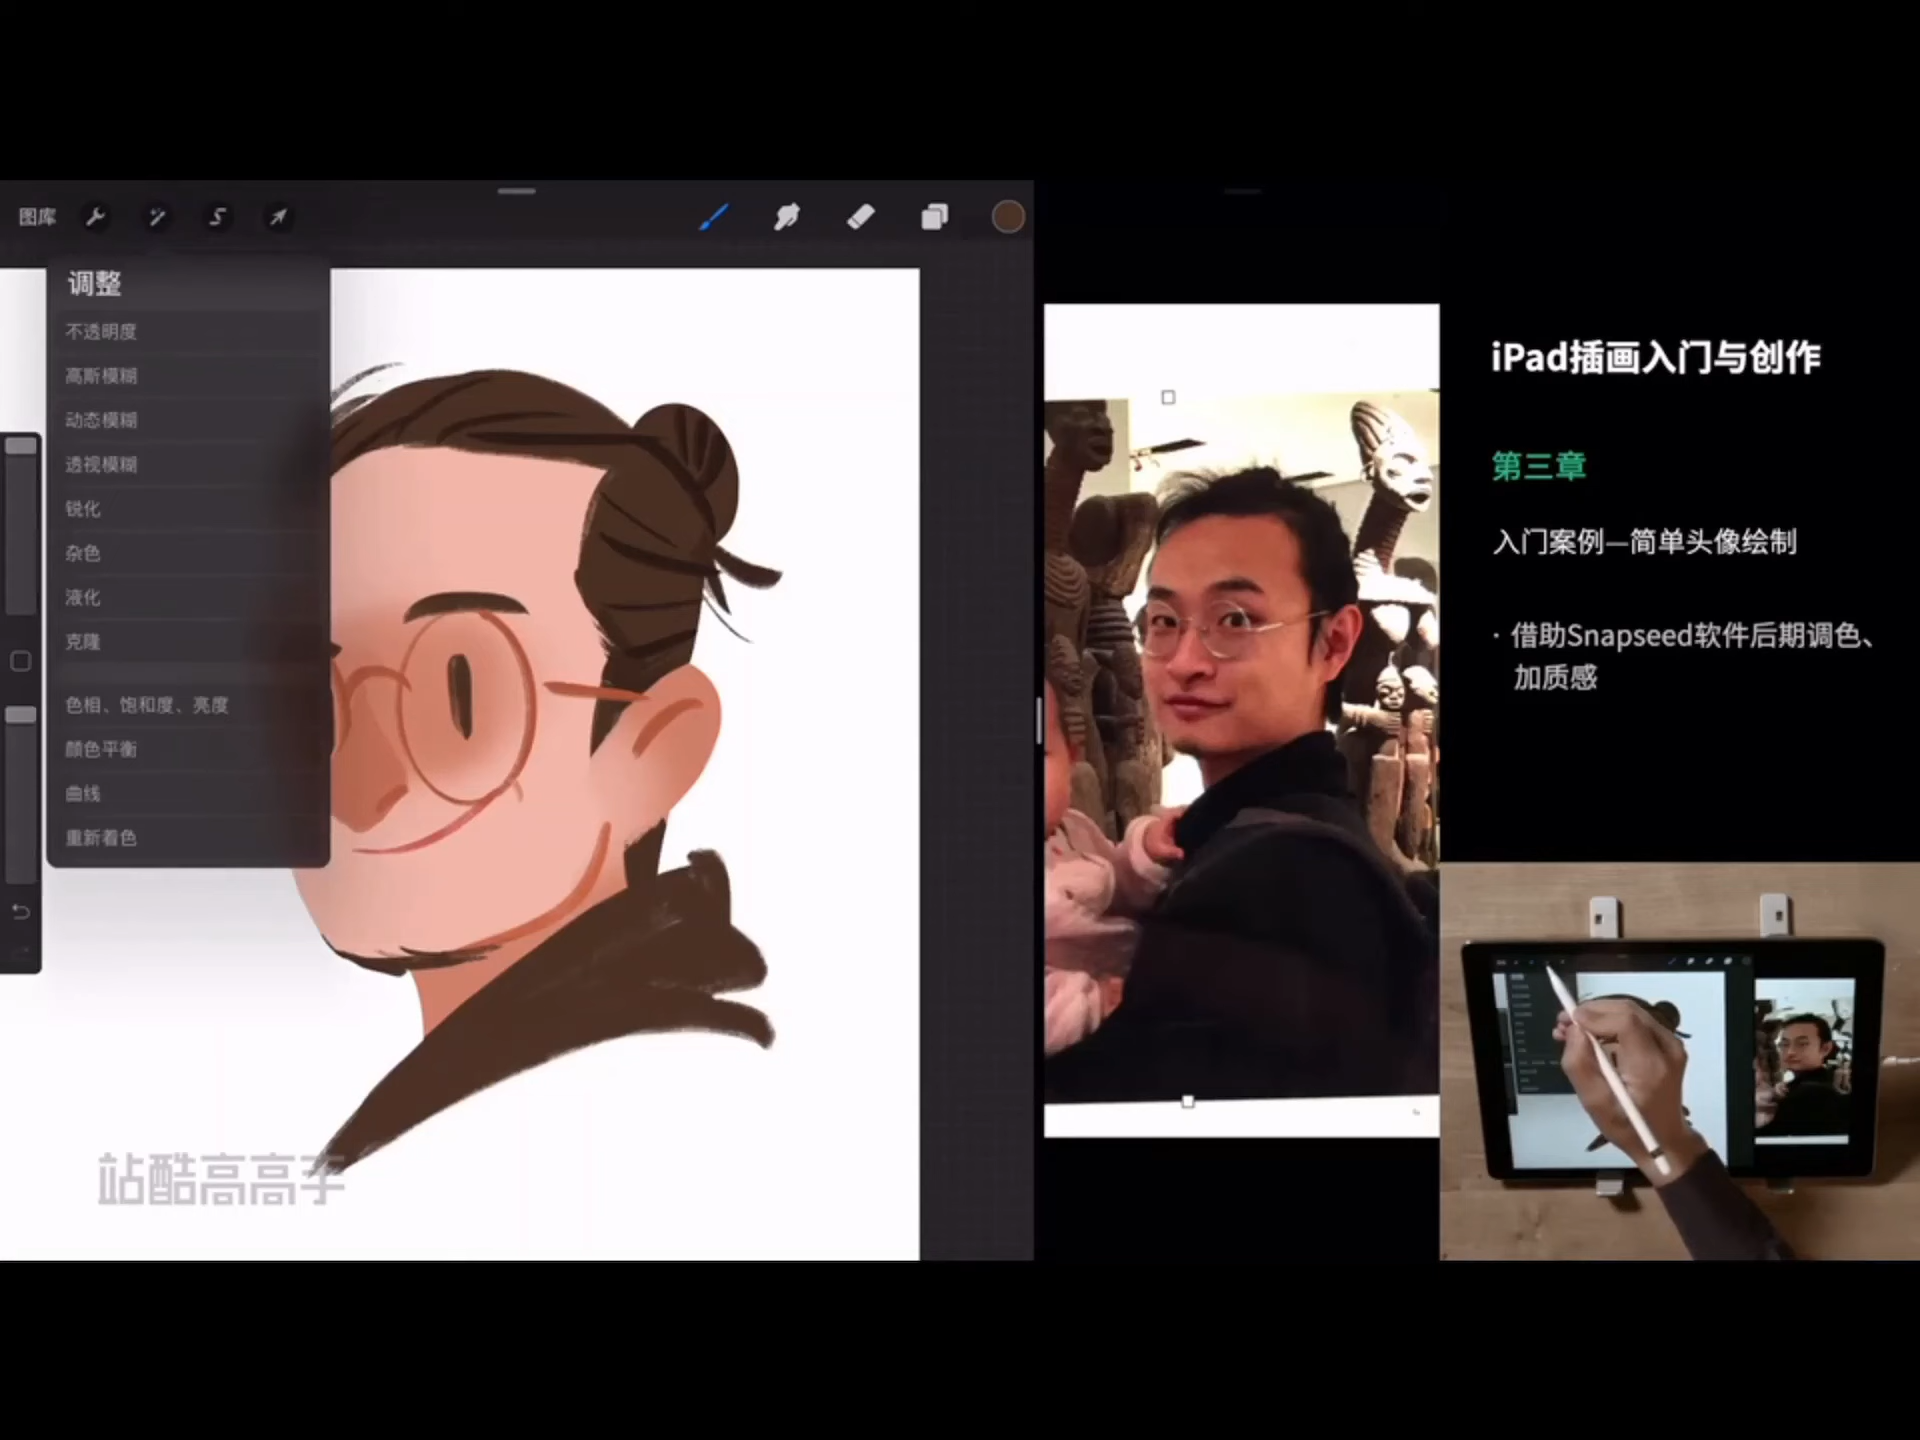 图库
调整
不透明度
高斯模糊
动态模糊
透视模糊
锐化
杂色
液化
克隆
色相、饱和度、亮度
颜色平衡
曲线
重新着色
站酷高高手
iPad插画入门与创作
第三章
入门案例—简单头像绘制
· 借助Snapseed软件后期调色、
加质感